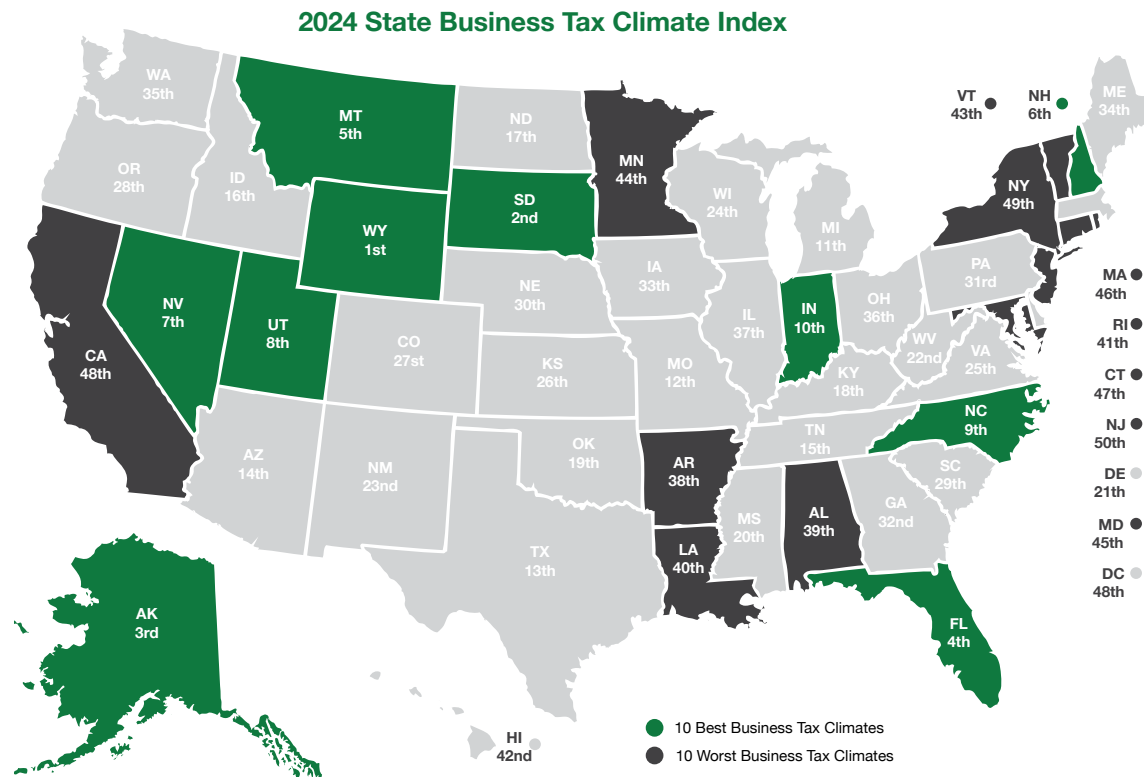 2024 State Business Tax Climate Index
WA
35th
MT
5th
ND
17th
MN
44th
VT
43th
NH
6th
ME
34th
OR
28th
ID
16th
WY
1st
SD
2nd
WI
24th
MI
11th
NY
49th
NV
7th
UT
8th
CA
48th
CO
27st
NE
30th
IA
33th
IL
37th
IN
10th
OH
36th
PA
31rd
MA
46th
RI
41th
CT
47th
NJ
50th
DE
21th
MD
45th
DC
48th
KS
26th
MO
12th
KY
18th
WV
22nd
VA
25th
AZ
14th
NM
23nd
OK
19th
AR
38th
TN
15th
NC
9th
SC
29th
MS
20th
AL
39th
GA
32nd
TX
13th
LA
40th
FL
4th
AK
3rd
HI
42nd
10 Best Business Tax Climates
10 Worst Business Tax Climates